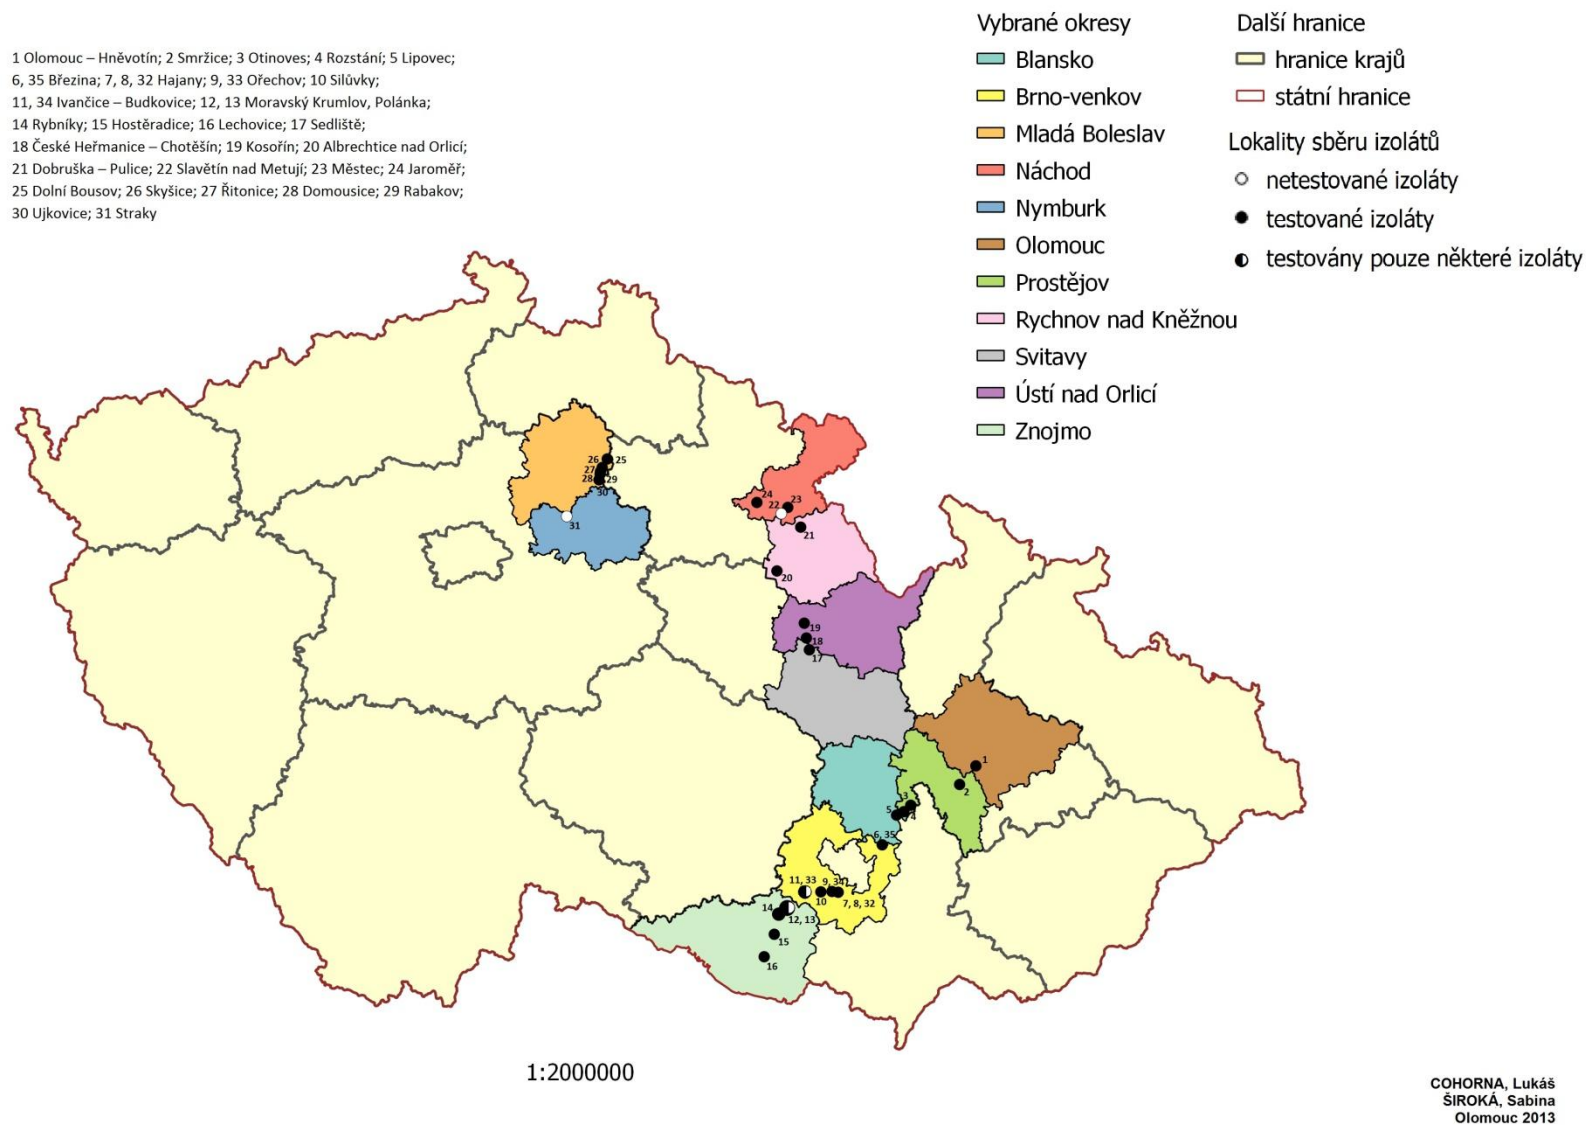 1 Olomouc – Hněvotín; 2 Smržice; 3 Otinoves; 4 Rozstání; 5 Lipovec;
6, 35 Březina; 7, 8, 32 Hajany; 9, 33 Ořechov; 10 Silůvky;
11, 34 Ivančice – Budkovice; 12, 13 Moravský Krumlov, Polánka;
14 Rybníky; 15 Hostěradice; 16 Lechovice; 17 Sedliště;
18 České Heřmanice – Chotěšín; 19 Kosořín; 20 Albrechtice nad Orlicí;
21 Dobruška – Pulice; 22 Slavětín nad Metují; 23 Městec; 24 Jaroměř;
25 Dolní Bousov; 26 Skyšice; 27 Řitonice; 28 Domousice; 29 Rabakov;
30 Ujkovice; 31 Straky
Vybrané okresy
Blansko
Brno-venkov
Mladá Boleslav
Náchod
Nymburk
Olomouc
Prostějov
Rychnov nad Kněžnou
Svitavy
Ústí nad Orlicí
Znojmo
Další hranice
hranice krajů
státní hranice
Lokality sběru izolátů
netestované izoláty
testované izoláty
testovány pouze některé izoláty
26
25
27
28
29
30
31
24
23
22
21
20
19
18
17
1
2
3
5
4
6, 35
11, 33
9, 34
10
7, 8, 32
14
12, 13
15
16
1:2000000
COHORNA, Lukáš
ŠIROKÁ, Sabina
Olomouc 2013